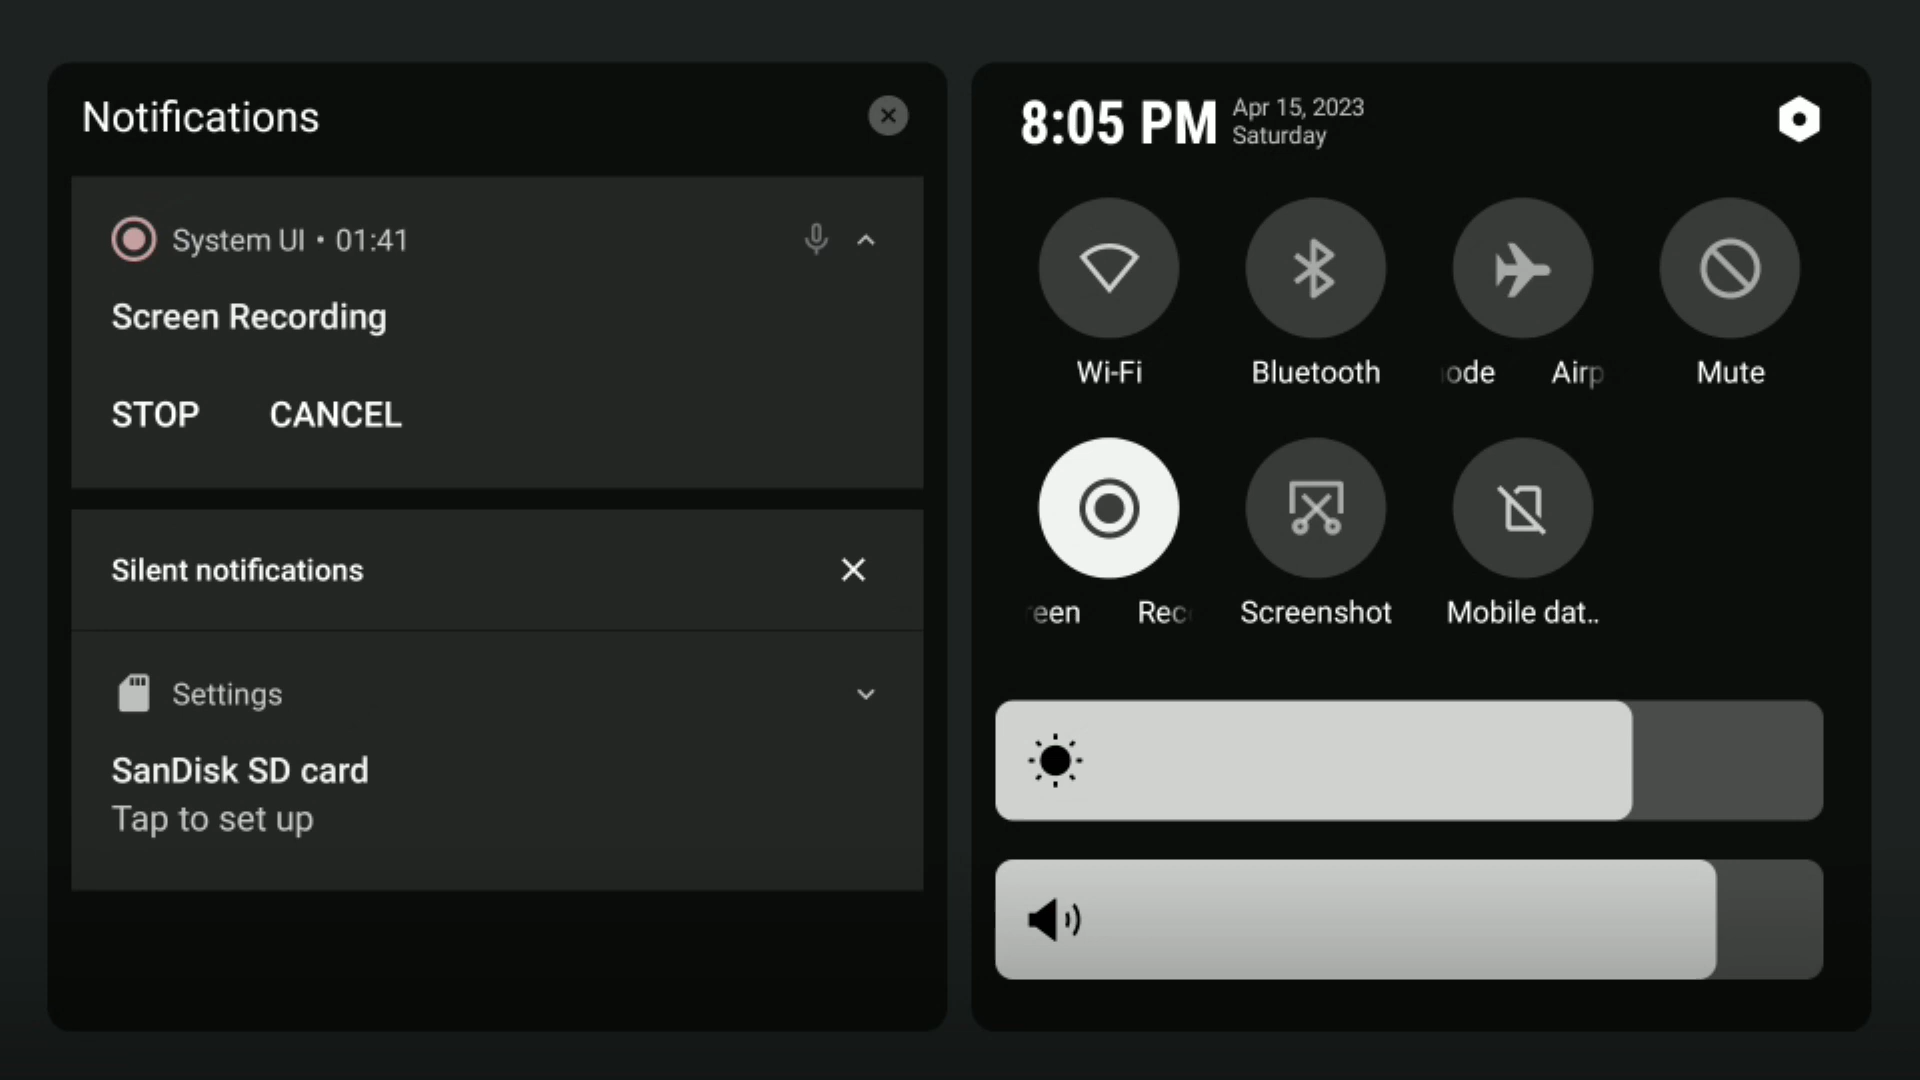 Notifications
System UI • 01:41
Screen Recording
STOP CANCEL
Silent notifications
Settings
SanDisk SD card
Tap to set up
8:05 PM
Apr 15, 2023
Saturday
Wi-Fi
Bluetooth
ode Airp
Mute
reen Rec
Screenshot
Mobile dat..